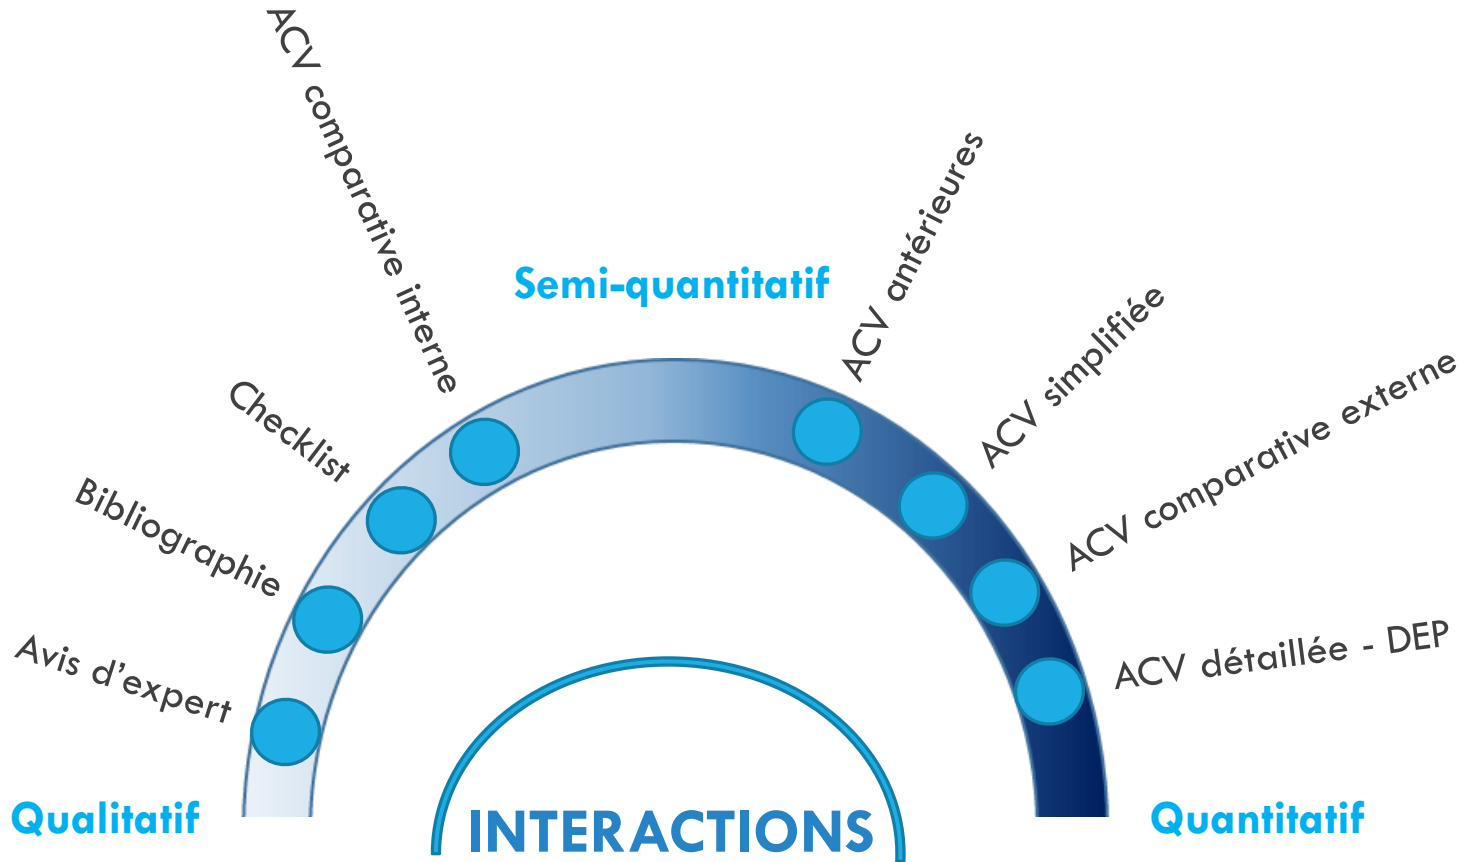 ACV comparative interne
ACV antérieures
Semi-quantitatif
ACV simplifiée
Checklist
ACV comparative externe
Bibliographie
Avis d’expert
ACV détaillée - DEP
Qualitatif
INTERACTIONS
Quantitatif